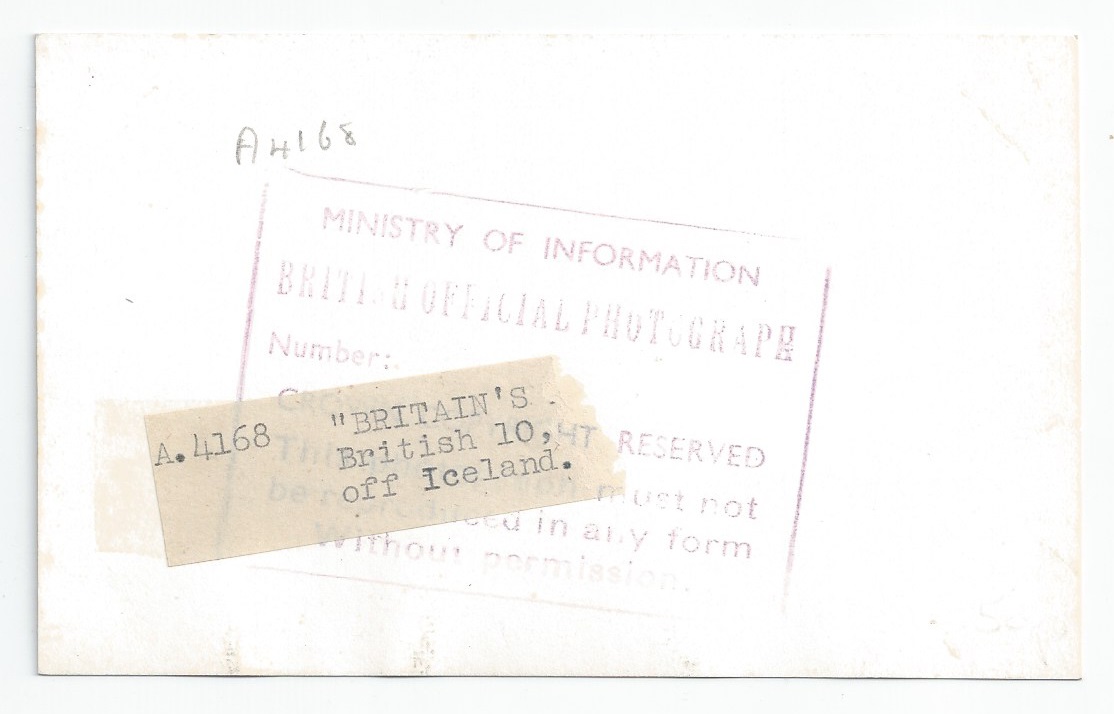 A4168
MINISTRY OF INFORMATION
BRITISH OFFICIAL PHOTOGRAPH
Number:
A.4168
"BRITAIN'S
British 10,
off Iceland.
RESERVED
must not
in any form
Without permission.